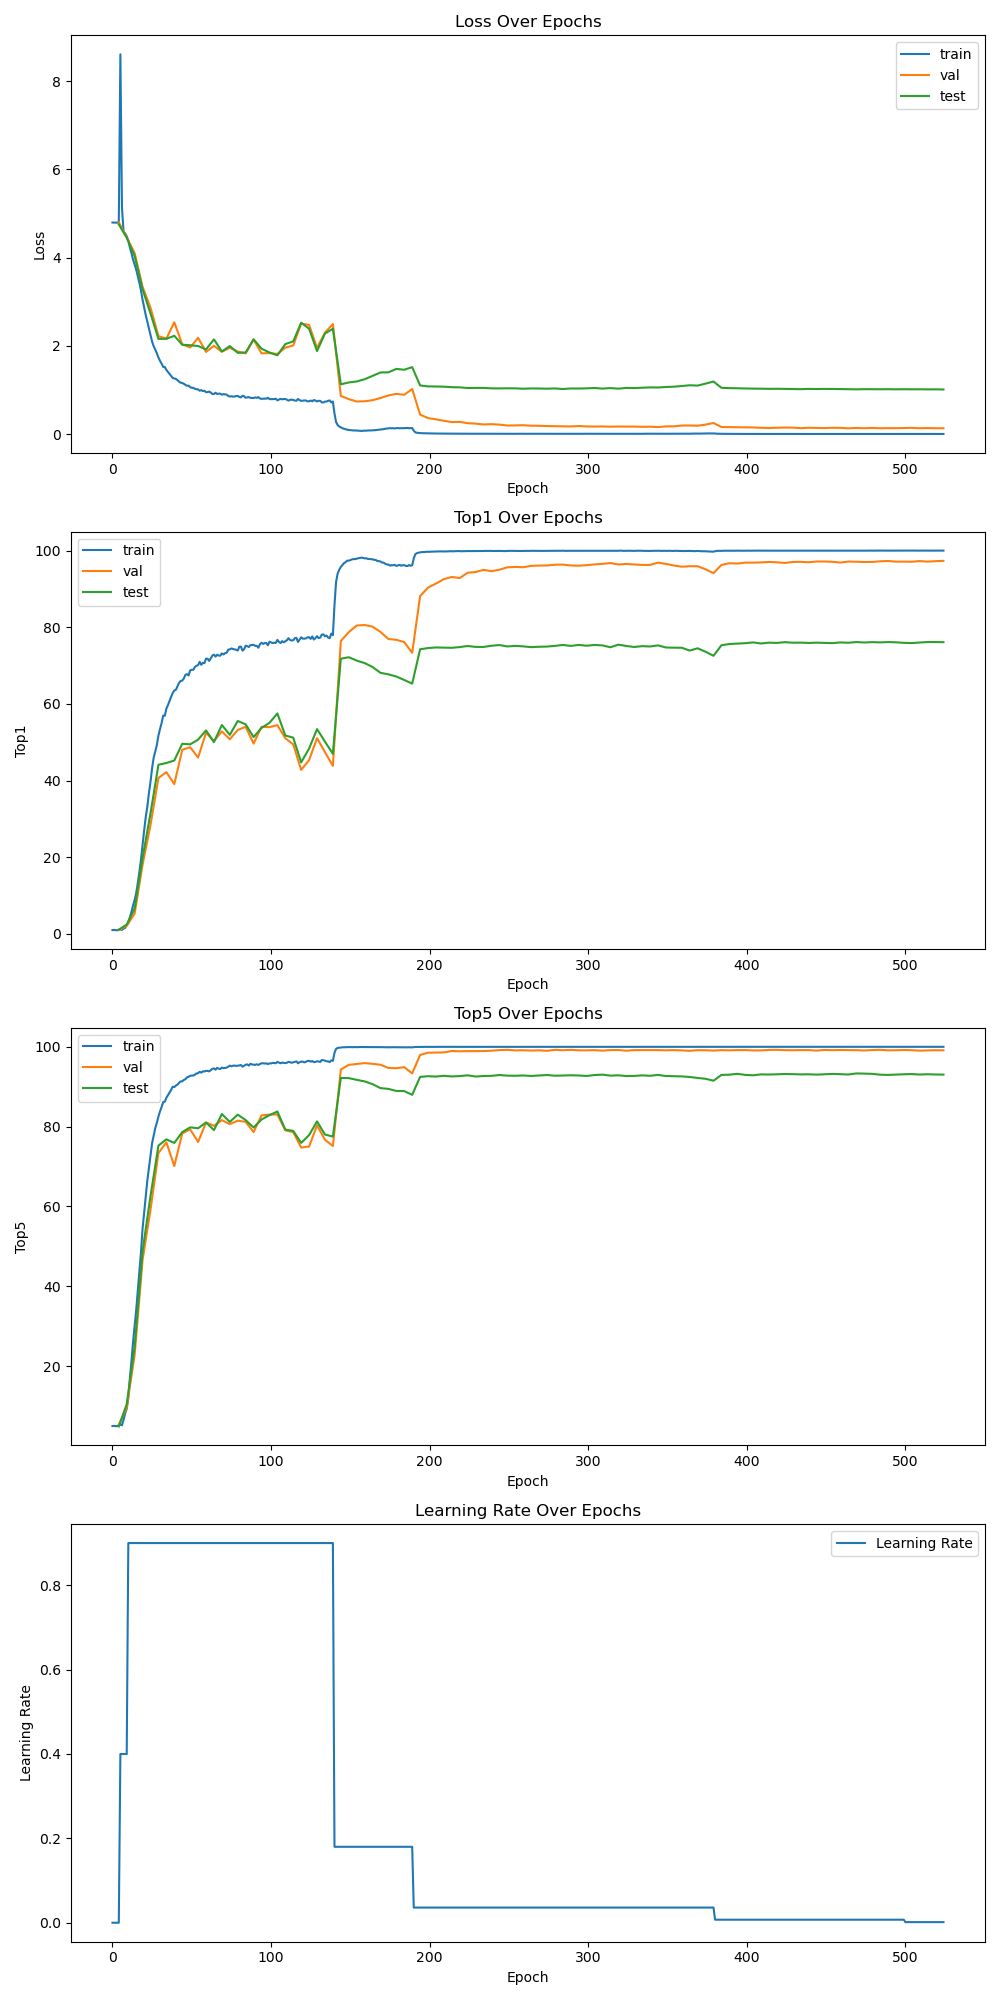 Loss Over Epochs
train
val
test
8
6
4
2
0
Loss
0 100 200 300 400 500
Epoch
Top1 Over Epochs
train
val
test
100
80
60
40
20
0
Top1
0 100 200 300 400 500
Epoch
Top5 Over Epochs
train
val
test
100
80
60
40
20
Top5
0 100 200 300 400 500
Epoch
Learning Rate Over Epochs
Learning Rate
0.8
0.6
0.4
0.2
0.0
Learning Rate
0 100 200 300 400 500
Epoch